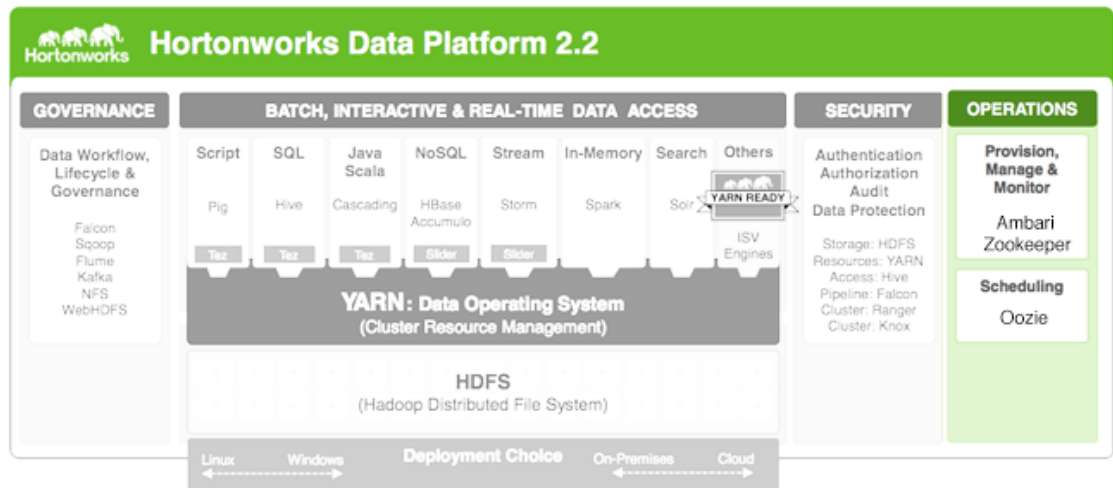 Hortonworks
Hortonworks Data Platform 2.2
GOVERNANCE
Data Workflow,
Lifecycle &
Governance
Falcon
Sqoop
Flume
Kafka
NFS
WebHDFS
BATCH, INTERACTIVE & REAL-TIME DATA ACCESS
Script
Pig
Tez
SQL
Hive
Tez
Java
Scala
Cascading
Tez
NoSQL
HBase
Accumulo
Slider
Stream
Storm
Slider
In-Memory
Spark
Search
Solr
Others
YARN READY
ISV
Engines
YARN : Data Operating System
(Cluster Resource Management)
HDFS
(Hadoop Distributed File System)
Deployment Choice
Linux
Windows
On-Premises
Cloud
SECURITY
Authentication
Authorization
Audit
Data Protection
Storage: HDFS
Resources: YARN
Access: Hive
Pipeline: Falcon
Cluster: Ranger
Cluster: Knox
OPERATIONS
Provision,
Manage &
Monitor
Ambari
Zookeeper
Scheduling
Oozie